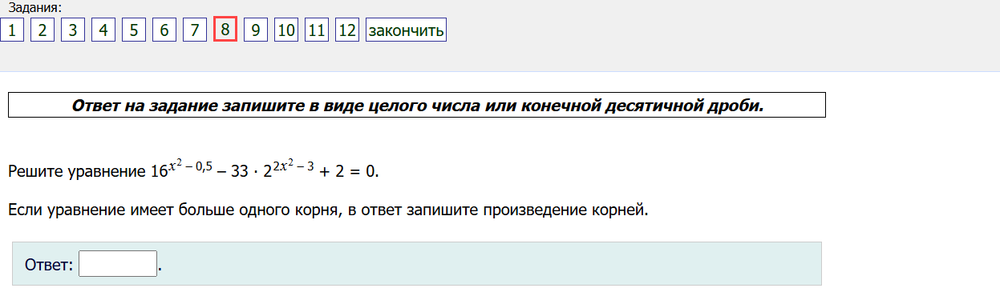 Задания:
1 2 3 4 5 6 7 8 9 10 11 12 закончить
Ответ на задание запишите в виде целого числа или конечной десятичной дроби.
Решите уравнение 16^{x^2 – 0,5} – 33 · 2^{2x^2 – 3} + 2 = 0.
Если уравнение имеет больше одного корня, в ответ запишите произведение корней.
Ответ: .